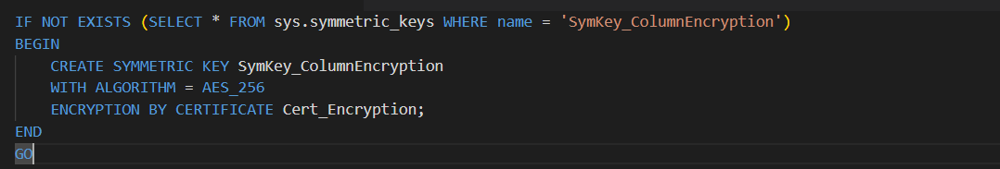 IF NOT EXISTS (SELECT * FROM sys.symmetric_keys WHERE name = 'SymKey_ColumnEncryption')
BEGIN
    CREATE SYMMETRIC KEY SymKey_ColumnEncryption
    WITH ALGORITHM = AES_256
    ENCRYPTION BY CERTIFICATE Cert_Encryption;
END
GO